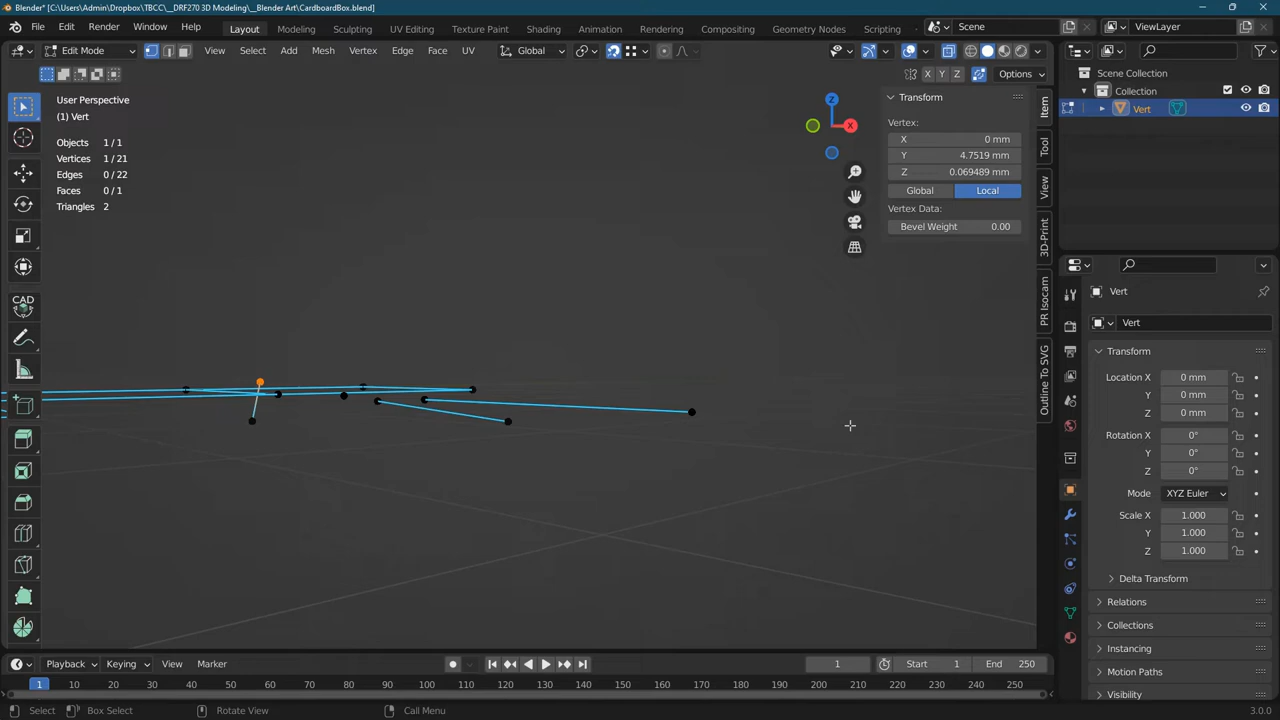 Blender* [C:\Users\Admin\Dropbox\TBCC\__DRF270 3D Modeling\__Blender Art\CardboardBox.blend]
File Edit Render Window Help Layout Modeling Sculpting UV Editing Texture Paint Shading Animation Rendering Compositing Geometry Nodes Scripting Scene ViewLayer
Edit Mode View Select Add Mesh Vertex Edge Face UV Global
X Y Z Options
Scene Collection
Collection
Vert
User Perspective
(1) Vert
Objects 1/1
Vertices 1/21
Edges 0/22
Faces 0/1
Triangles 2
Z
X
CAD
Transform
Vertex:
X 0 mm
Y 4.7519 mm
Z 0.069489 mm
Global Local
Vertex Data:
Bevel Weight 0.00
Item
Tool
View
3D-Print
PR Isocam
Outline To SVG
Vert
Vert
Transform
Location X 0 mm
Y 0 mm
Z 0 mm
Rotation X 0°
Y 0°
Z 0°
Mode XYZ Euler
Scale X 1.000
Y 1.000
Z 1.000
Delta Transform
Relations
Collections
Instancing
Motion Paths
Visibility
Playback Keying View Marker 1 Start 1 End 250
1 10 20 30 40 50 60 70 80 90 100 110 120 130 140 150 160 170 180 190 200 210 220 230 240 250
Select Box Select Rotate View Call Menu 3.0.0